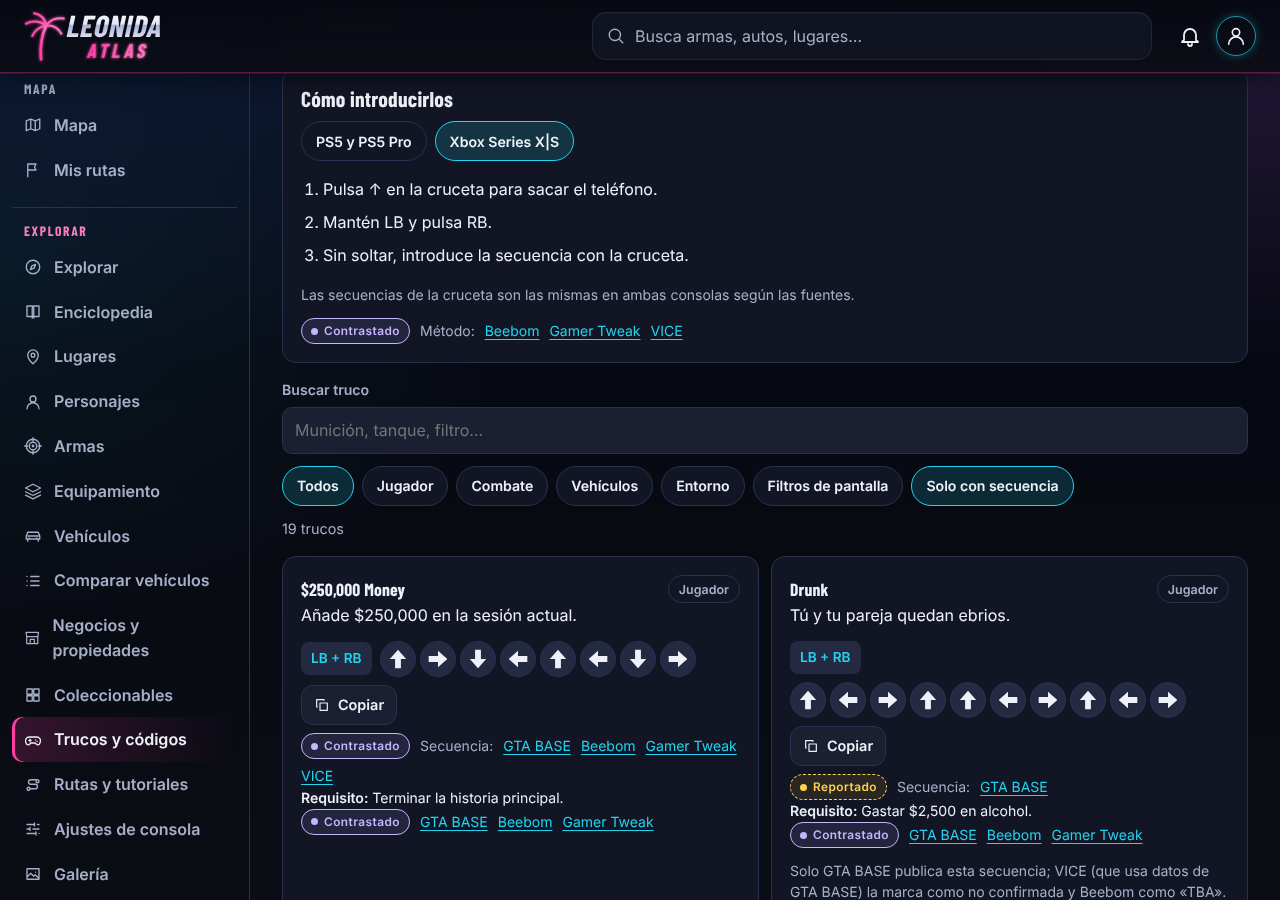 LEONIDA
ATLAS
Busca armas, autos, lugares...
MAPA
Mapa
Mis rutas
EXPLORAR
Explorar
Enciclopedia
Lugares
Personajes
Armas
Equipamiento
Vehículos
Comparar vehículos
Negocios y
propiedades
Coleccionables
Trucos y códigos
Rutas y tutoriales
Ajustes de consola
Galería
Cómo introducirlos
PS5 y PS5 Pro
Xbox Series X|S
1. Pulsa ↑ en la cruceta para sacar el teléfono.
2. Mantén LB y pulsa RB.
3. Sin soltar, introduce la secuencia con la cruceta.
Las secuencias de la cruceta son las mismas en ambas consolas según las fuentes.
Contrastado Método: Beebom Gamer Tweak VICE
Buscar truco
Munición, tanque, filtro...
Todos Jugador Combate Vehículos Entorno Filtros de pantalla Solo con secuencia
19 trucos
$250,000 Money Jugador
Añade $250,000 en la sesión actual.
LB + RB ↑ → ↓ ← ↑ ← ↓ →
Copiar
Contrastado Secuencia: GTA BASE Beebom Gamer Tweak
VICE
Requisito: Terminar la historia principal.
Contrastado GTA BASE Beebom Gamer Tweak
Drunk Jugador
Tú y tu pareja quedan ebrios.
LB + RB
↑ ← → ↑ ↑ ← → ↑ ← →
Copiar
Reportado Secuencia: GTA BASE
Requisito: Gastar $2,500 en alcohol.
Contrastado GTA BASE Beebom Gamer Tweak
Solo GTA BASE publica esta secuencia; VICE (que usa datos de
GTA BASE) la marca como no confirmada y Beebom como «TBA».